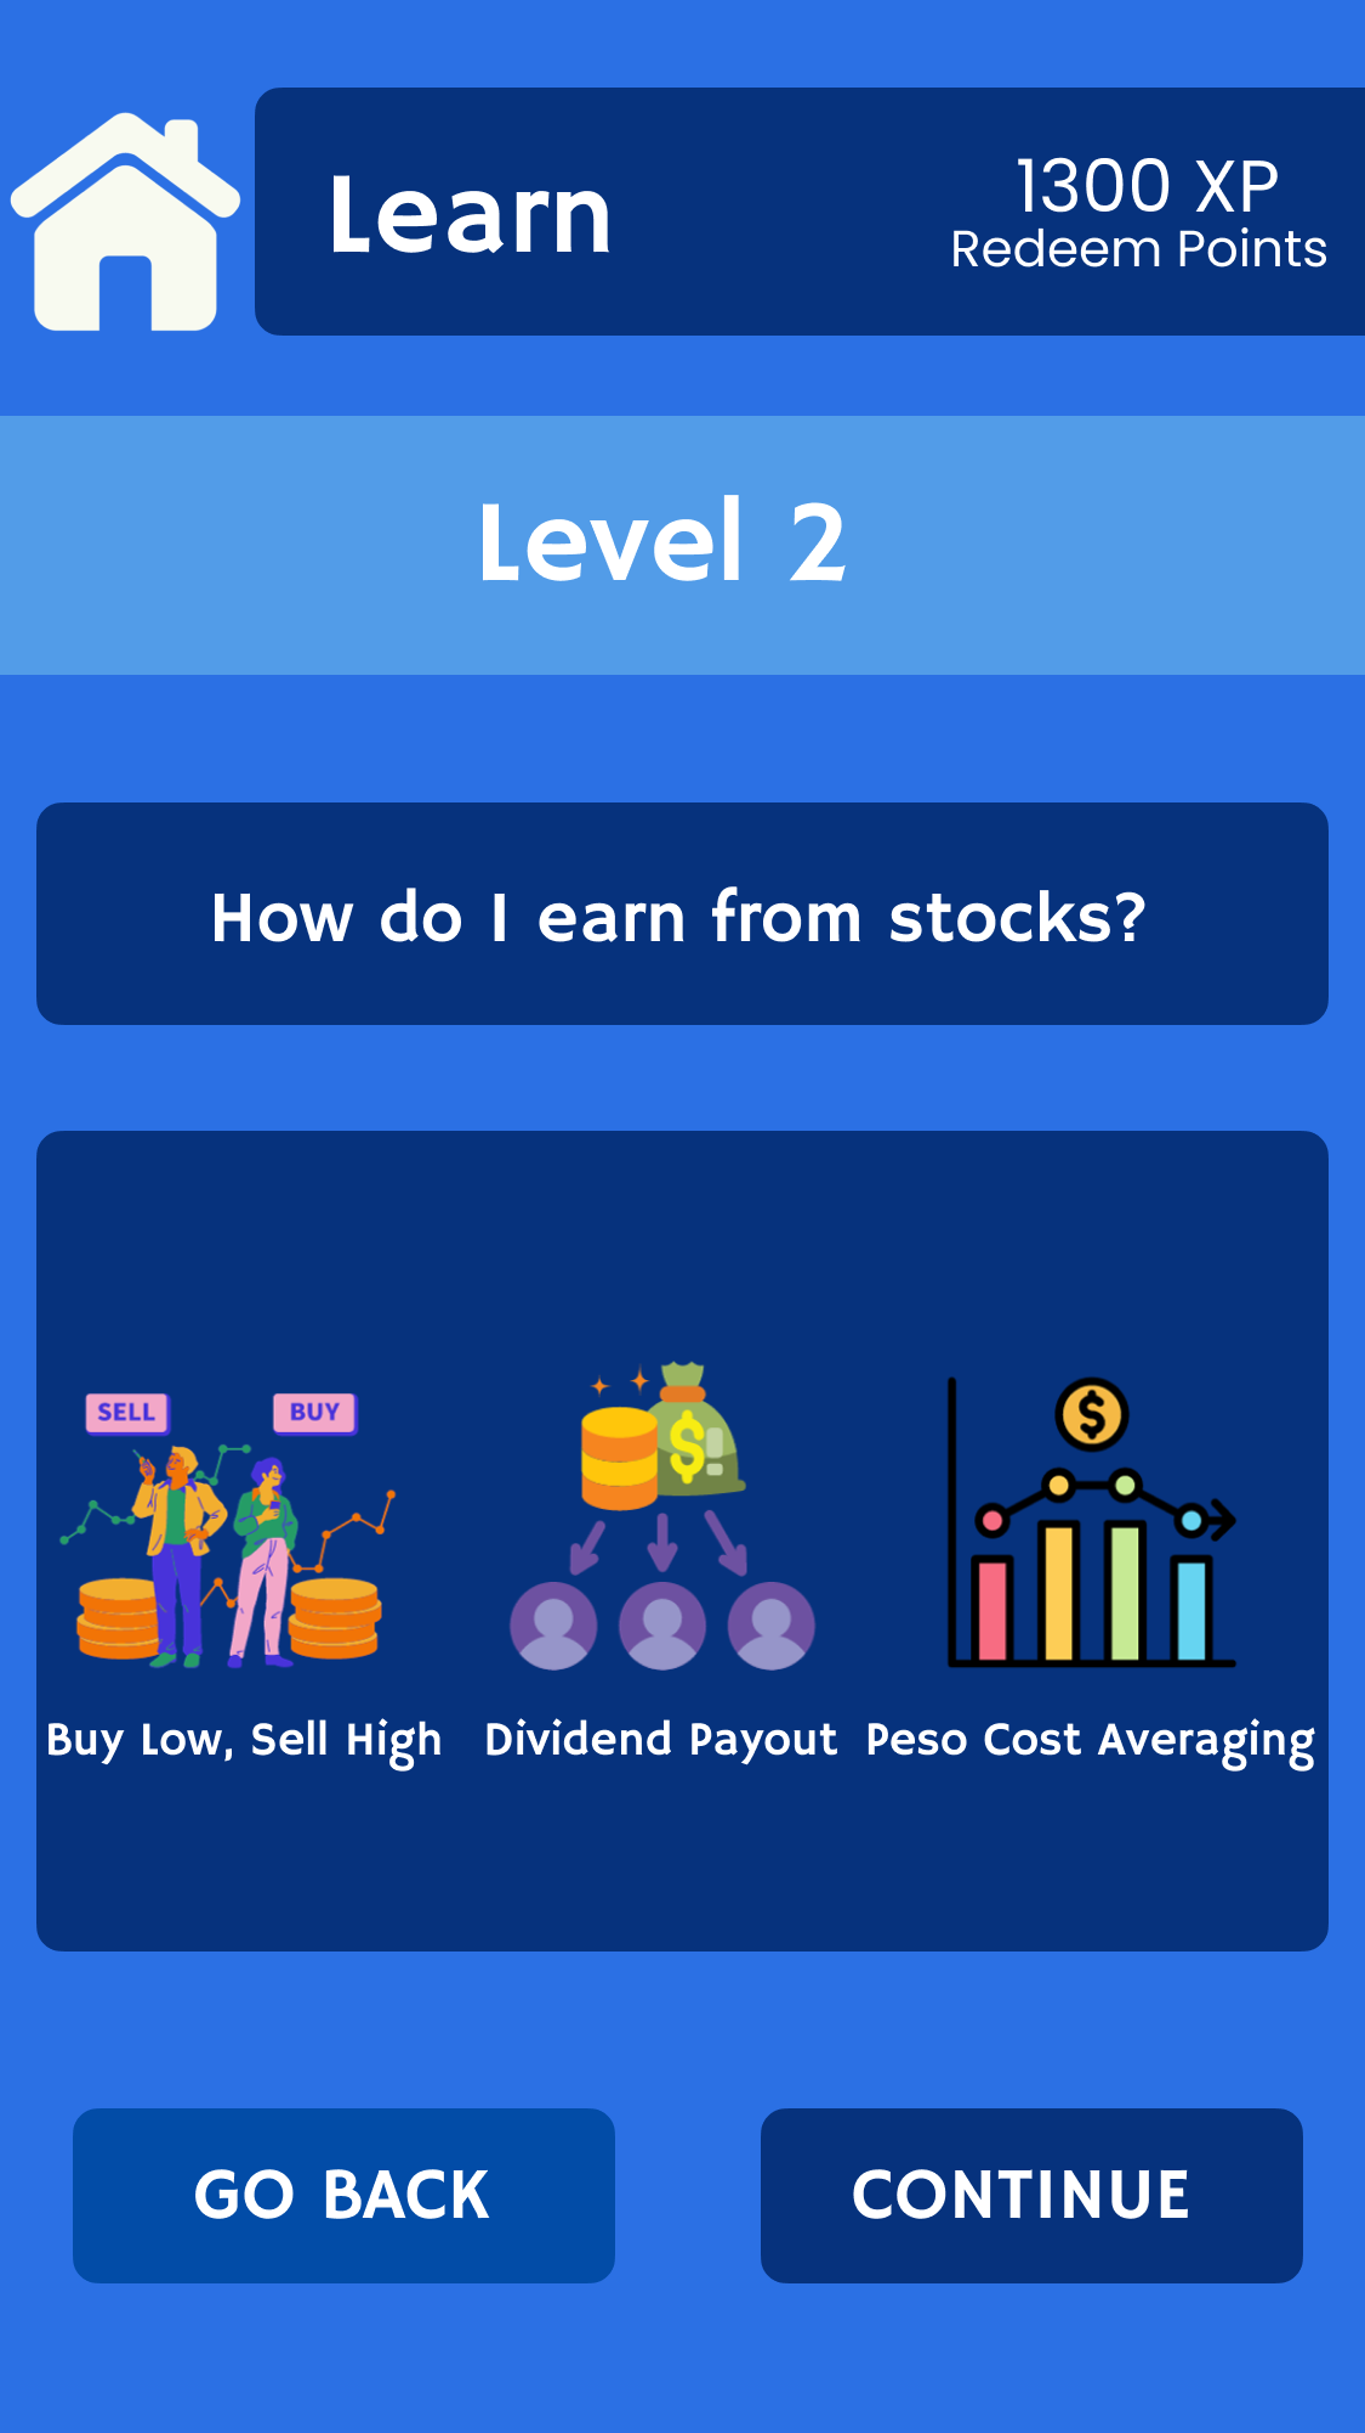 Learn
1300 XP
Redeem Points
Level 2
How do I earn from stocks?
SELL
BUY
$
$
Buy Low, Sell High
Dividend Payout
Peso Cost Averaging
GO BACK
CONTINUE